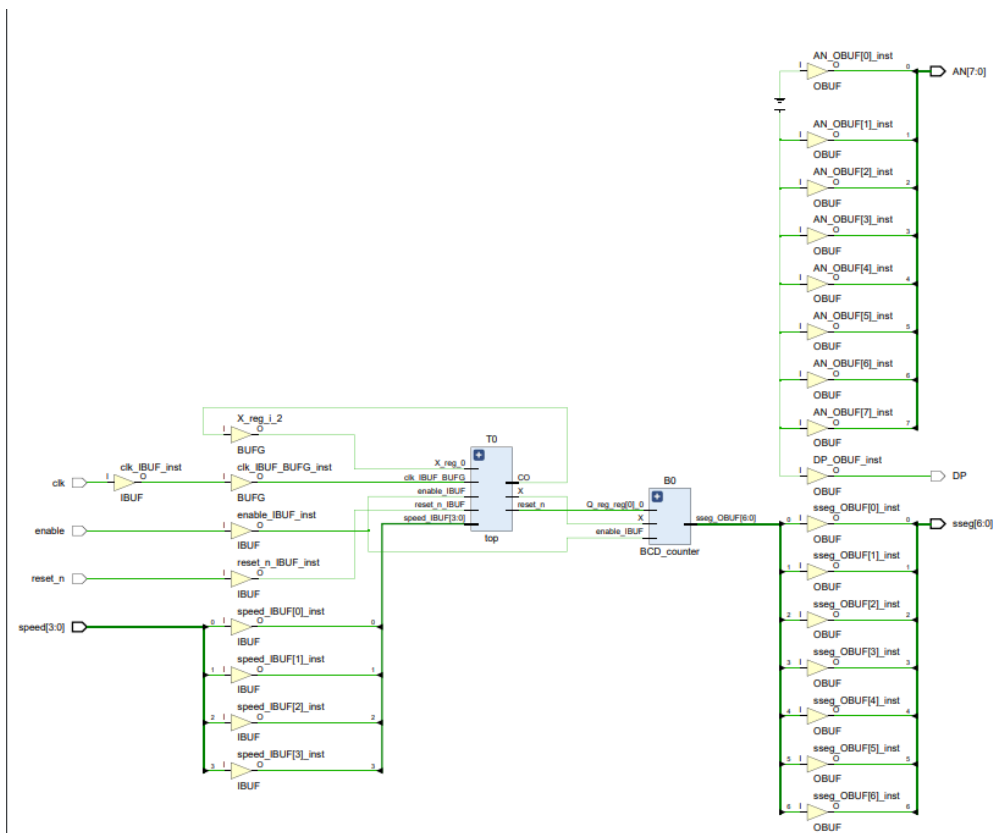 AN_OBUF[0]_inst
I O 0 AN[7:0]
OBUF
AN_OBUF[1]_inst
I O 1
OBUF
AN_OBUF[2]_inst
I O 2
OBUF
AN_OBUF[3]_inst
I O 3
OBUF
AN_OBUF[4]_inst
I O 4
OBUF
AN_OBUF[5]_inst
I O 5
OBUF
AN_OBUF[6]_inst
I O 6
OBUF
AN_OBUF[7]_inst
I O 7
OBUF
DP_OBUF_inst
I O DP
OBUF
X_reg_i_2
I O
BUFG
clk
clk_IBUF_inst
I O
IBUF
clk_IBUF_BUFG_inst
I O
BUFG
enable
enable_IBUF_inst
I O
IBUF
reset_n
reset_n_IBUF_inst
I O
IBUF
speed[3:0]
speed_IBUF[0]_inst
0 I O 0
IBUF
speed_IBUF[1]_inst
1 I O 1
IBUF
speed_IBUF[2]_inst
2 I O 2
IBUF
speed_IBUF[3]_inst
3 I O 3
IBUF
T0
X_reg_0
clk_IBUF_BUFG CO
enable_IBUF X
reset_n_IBUF reset_n
speed_IBUF[3:0]
top
B0
Q_reg_reg[0]_0
X sseg_OBUF[6:0]
enable_IBUF
BCD_counter
sseg_OBUF[0]_inst
0 I O 0 sseg[6:0]
OBUF
sseg_OBUF[1]_inst
1 I O 1
OBUF
sseg_OBUF[2]_inst
2 I O 2
OBUF
sseg_OBUF[3]_inst
3 I O 3
OBUF
sseg_OBUF[4]_inst
4 I O 4
OBUF
sseg_OBUF[5]_inst
5 I O 5
OBUF
sseg_OBUF[6]_inst
6 I O 6
OBUF